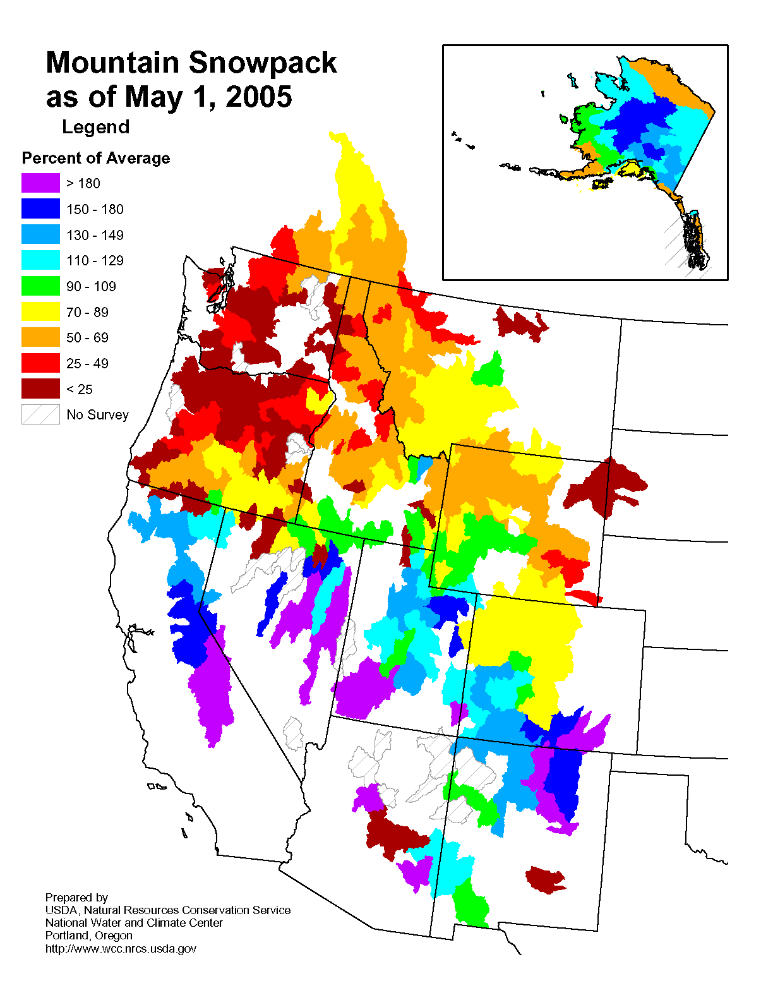 Mountain Snowpack
as of May 1, 2005
Legend
Percent of Average
> 180
150 - 180
130 - 149
110 - 129
90 - 109
70 - 89
50 - 69
25 - 49
< 25
No Survey
Prepared by
USDA, Natural Resources Conservation Service
National Water and Climate Center
Portland, Oregon
http://www.wcc.nrcs.usda.gov